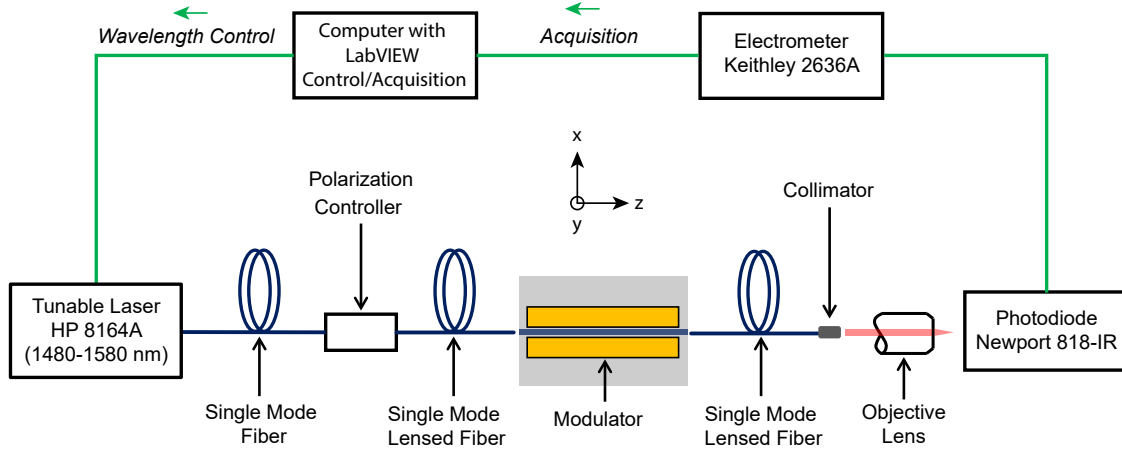 Wavelength Control
Computer with
LabVIEW
Control/Acquisition
Acquisition
Electrometer
Keithley 2636A
x
z
y
Polarization
Controller
Collimator
Tunable Laser
HP 8164A
(1480-1580 nm)
Photodiode
Newport 818-IR
Single Mode
Fiber
Single Mode
Lensed Fiber
Modulator
Single Mode
Lensed Fiber
Objective
Lens